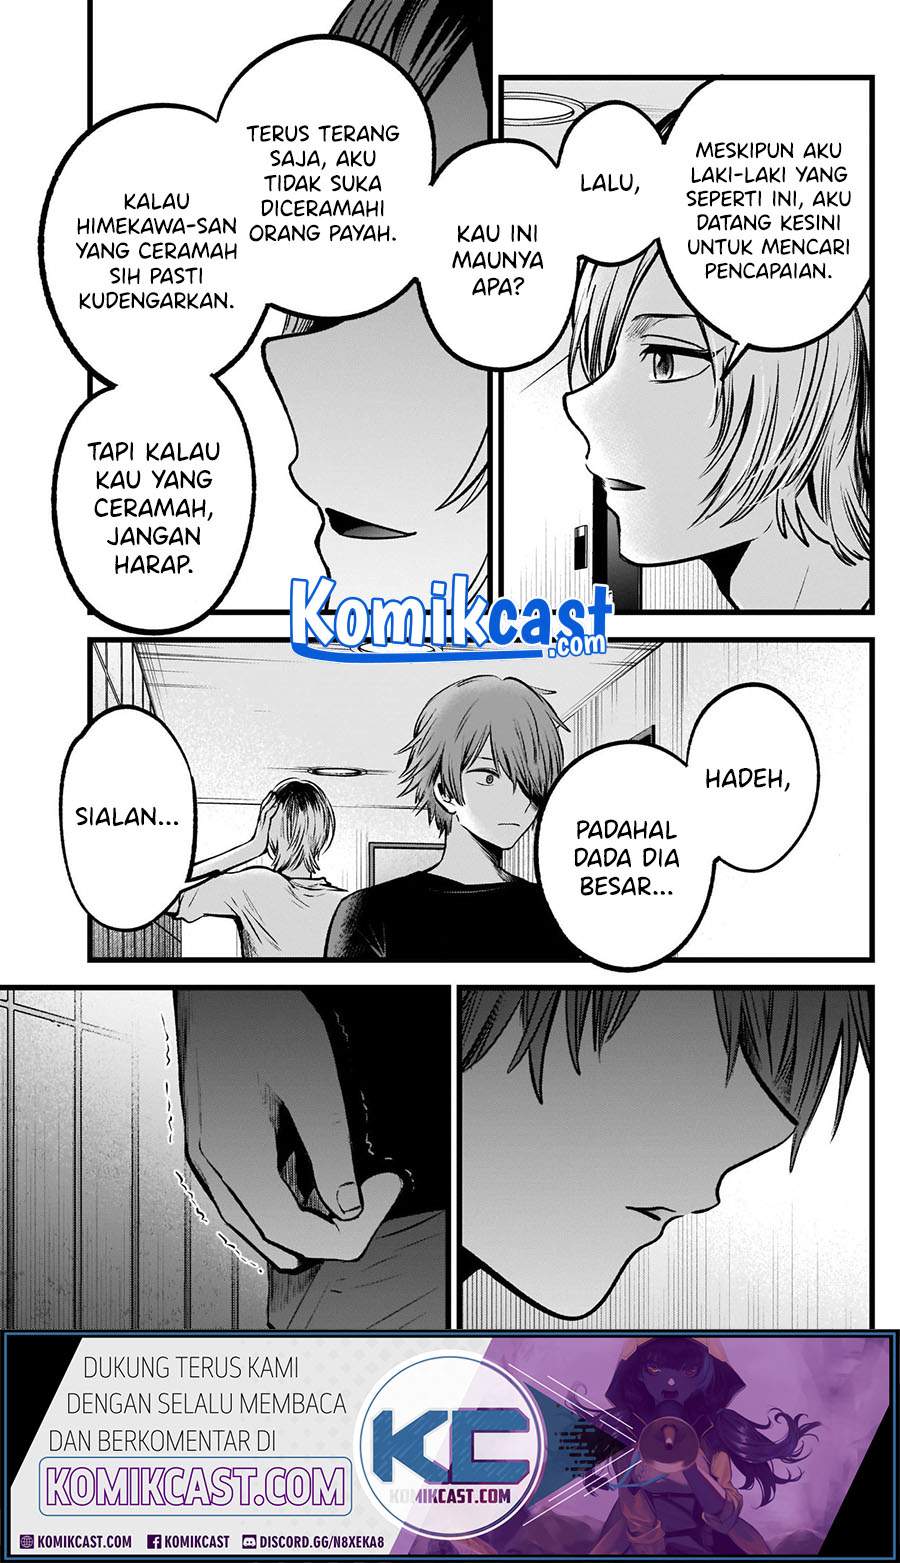 MESKIPUN AKU
LAKI-LAKI YANG
SEPERTI INI, AKU
DATANG KESINI
UNTUK MENCARI
PENCAPAIAN.
LALU,
KAU INI
MAUNYA
APA?
TERUS TERANG
SAJA, AKU
TIDAK SUKA
DICERAMAHI
ORANG PAYAH.
KALAU
HIMEKAWA-SAN
YANG CERAMAH
SIH PASTI
KUDENGARKAN.
TAPI KALAU
KAU YANG
CERAMAH,
JANGAN
HARAP.
Komikcast
.com
HADEH,
PADAHAL
DADA DIA
BESAR...
SIALAN...
DUKUNG TERUS KAMI
DENGAN SELALU MEMBACA
DAN BERKOMENTAR DI
KOMIKCAST.COM
KC
KOMIKCAST.COM
KOMIKCAST.COM KOMIKCAST DISCORD.GG/N8XEKA8